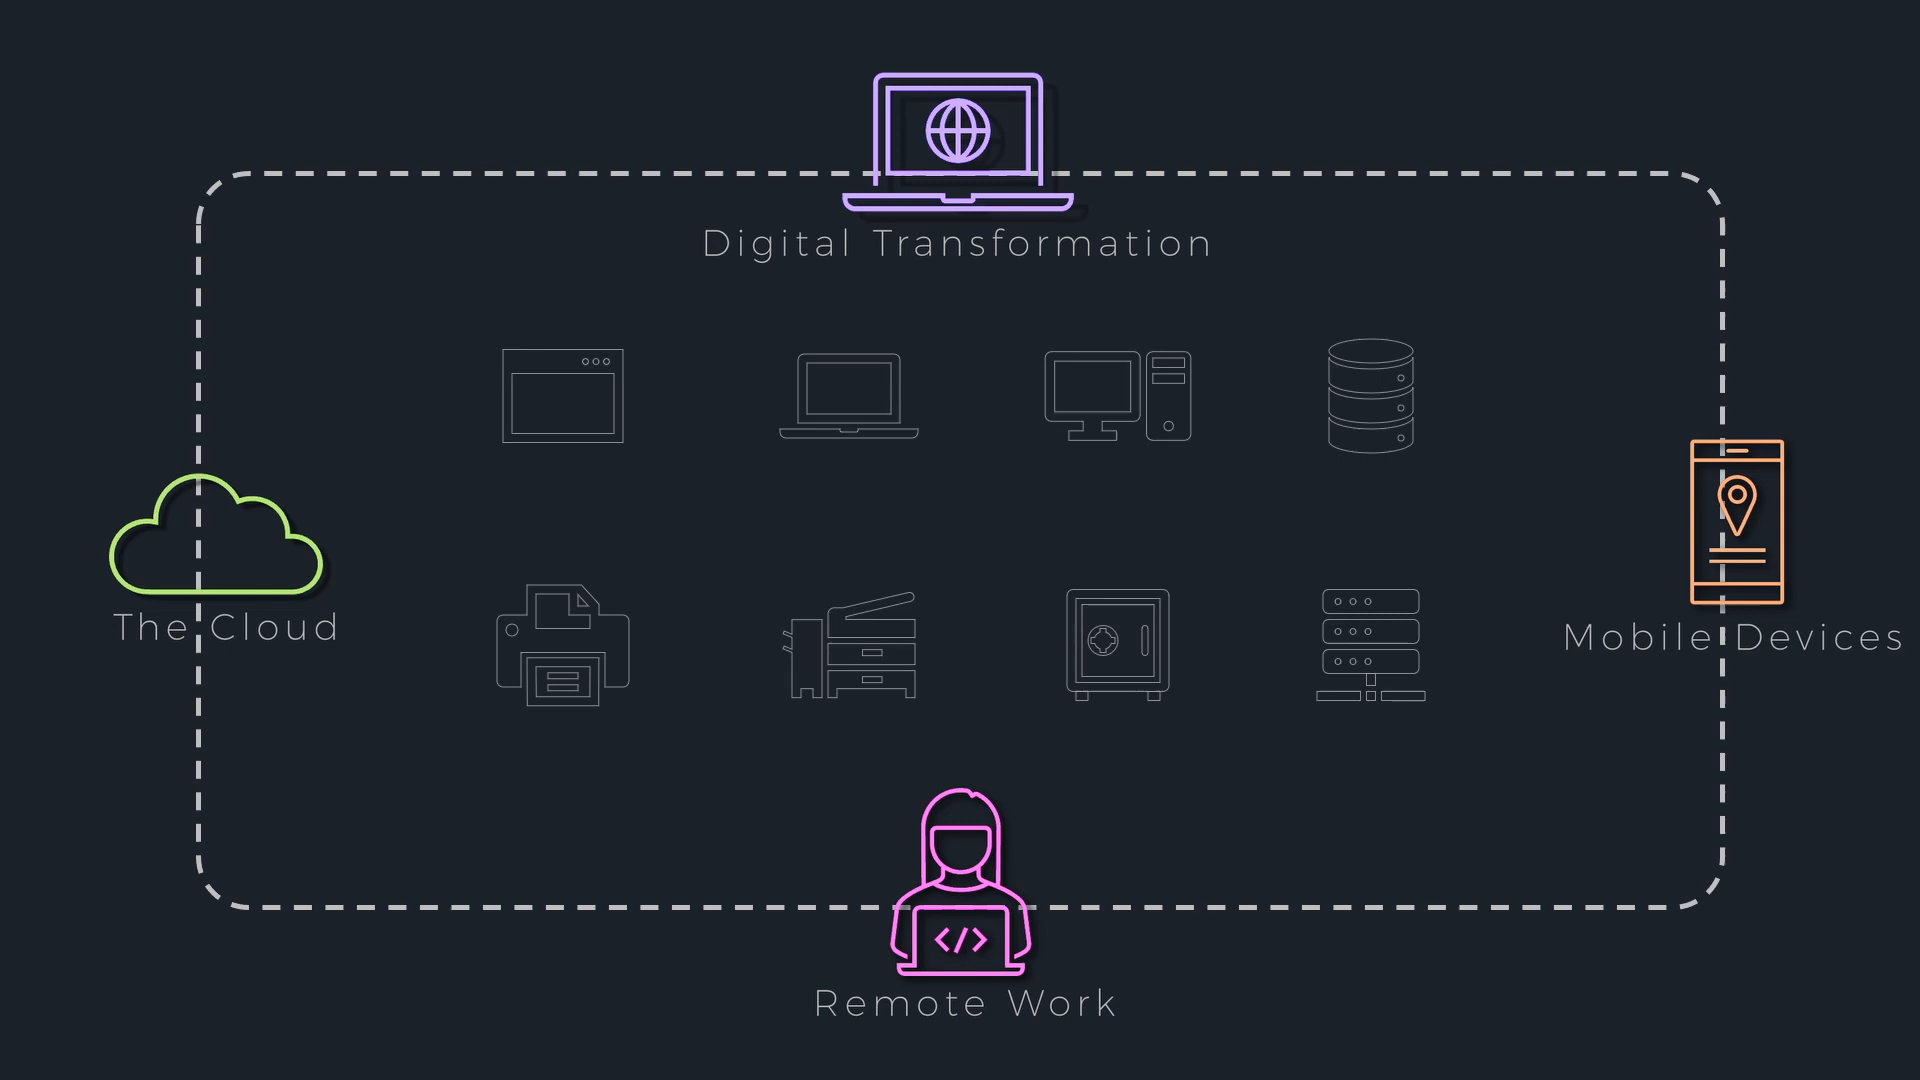 Digital Transformation
The Cloud
Mobile Devices
</>
Remote Work